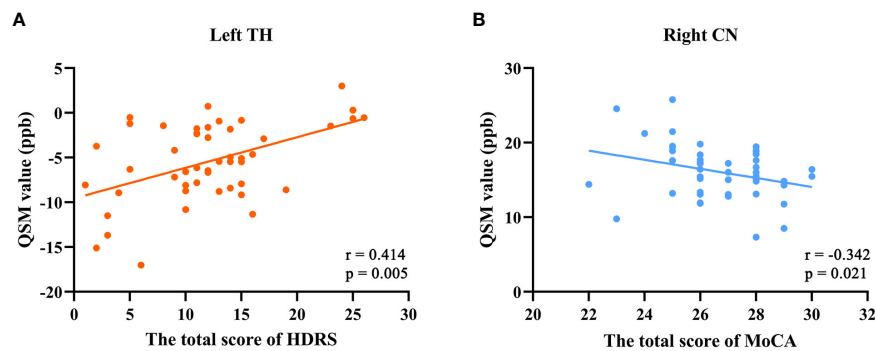 A
Left TH
QSM value (ppb)
5
0
-5
-10
-15
-20
0 5 10 15 20 25 30
r = 0.414
p = 0.005
The total score of HDRS
B
Right CN
QSM value (ppb)
30
20
10
0
20 22 24 26 28 30 32
r = -0.342
p = 0.021
The total score of MoCA